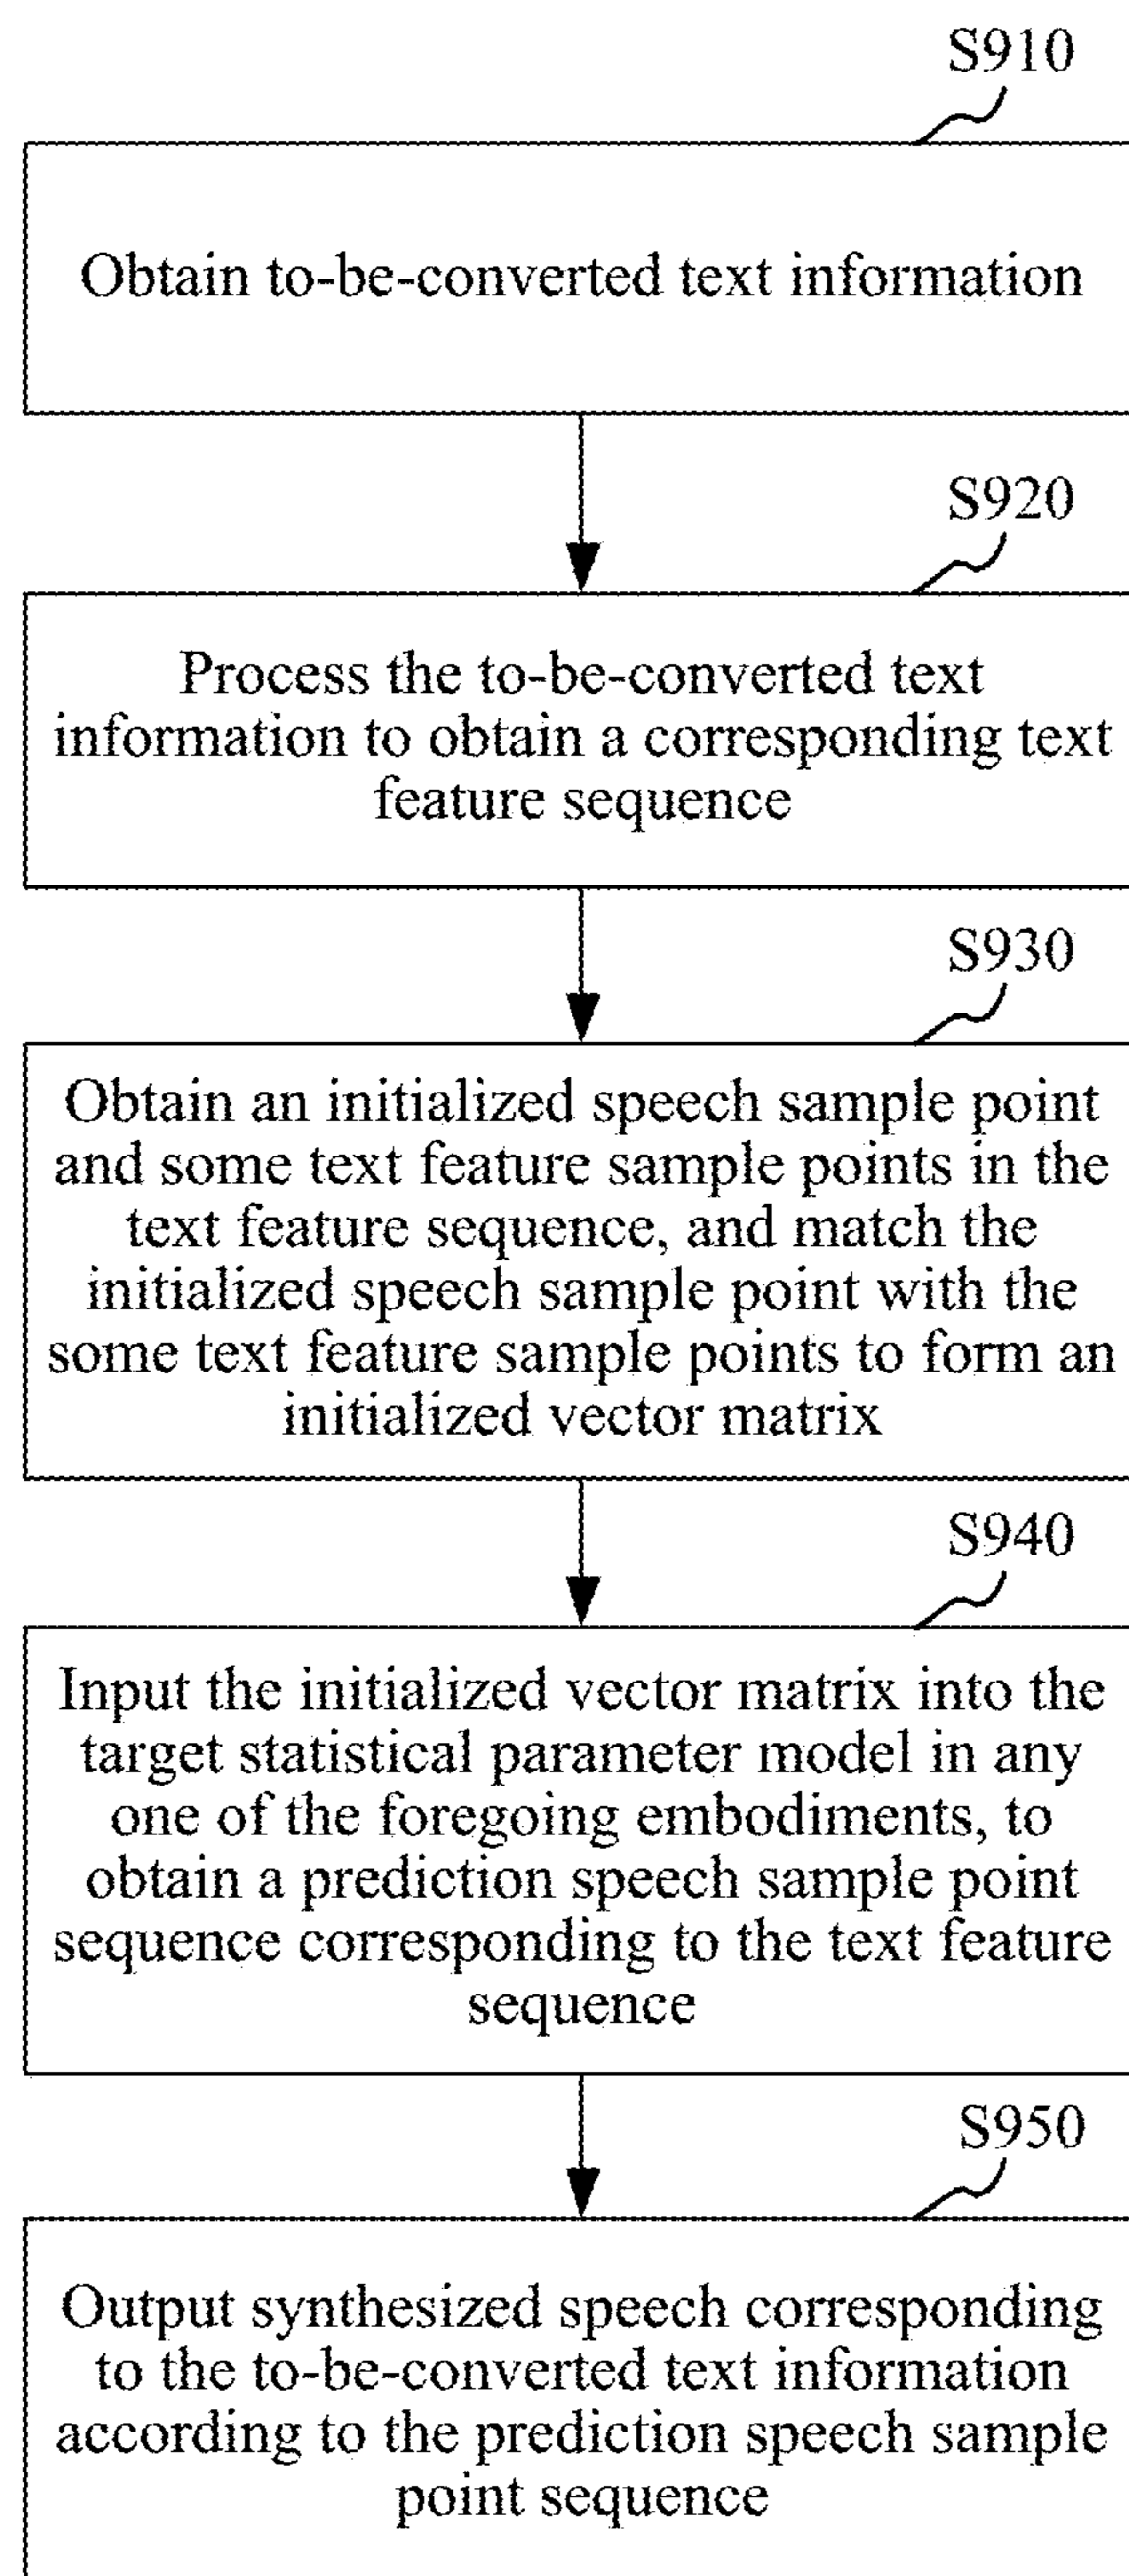 S910
Obtain to-be-converted text information
S920
Process the to-be-converted text
information to obtain a corresponding text
feature sequence
S930
Obtain an initialized speech sample point
and some text feature sample points in the
text feature sequence, and match the
initialized speech sample point with the
some text feature sample points to form an
initialized vector matrix
S940
Input the initialized vector matrix into the
target statistical parameter model in any
one of the foregoing embodiments, to
obtain a prediction speech sample point
sequence corresponding to the text feature
sequence
S950
Output synthesized speech corresponding
to the to-be-converted text information
according to the prediction speech sample
point sequence